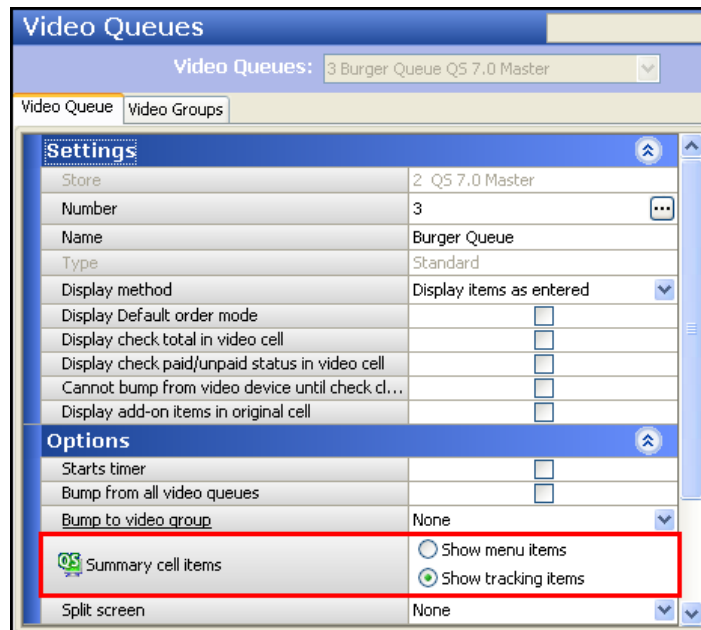 Video Queues
Video Queues: 3 Burger Queue QS 7.0 Master
Video Queue Video Groups
Settings
Store 2 QS 7.0 Master
Number 3 ...
Name Burger Queue
Type Standard
Display method Display items as entered
Display Default order mode
Display check total in video cell
Display check paid/unpaid status in video cell
Cannot bump from video device until check cl...
Display add-on items in original cell
Options
Starts timer
Bump from all video queues
Bump to video group None
QS Summary cell items
Show menu items
Show tracking items
Split screen None